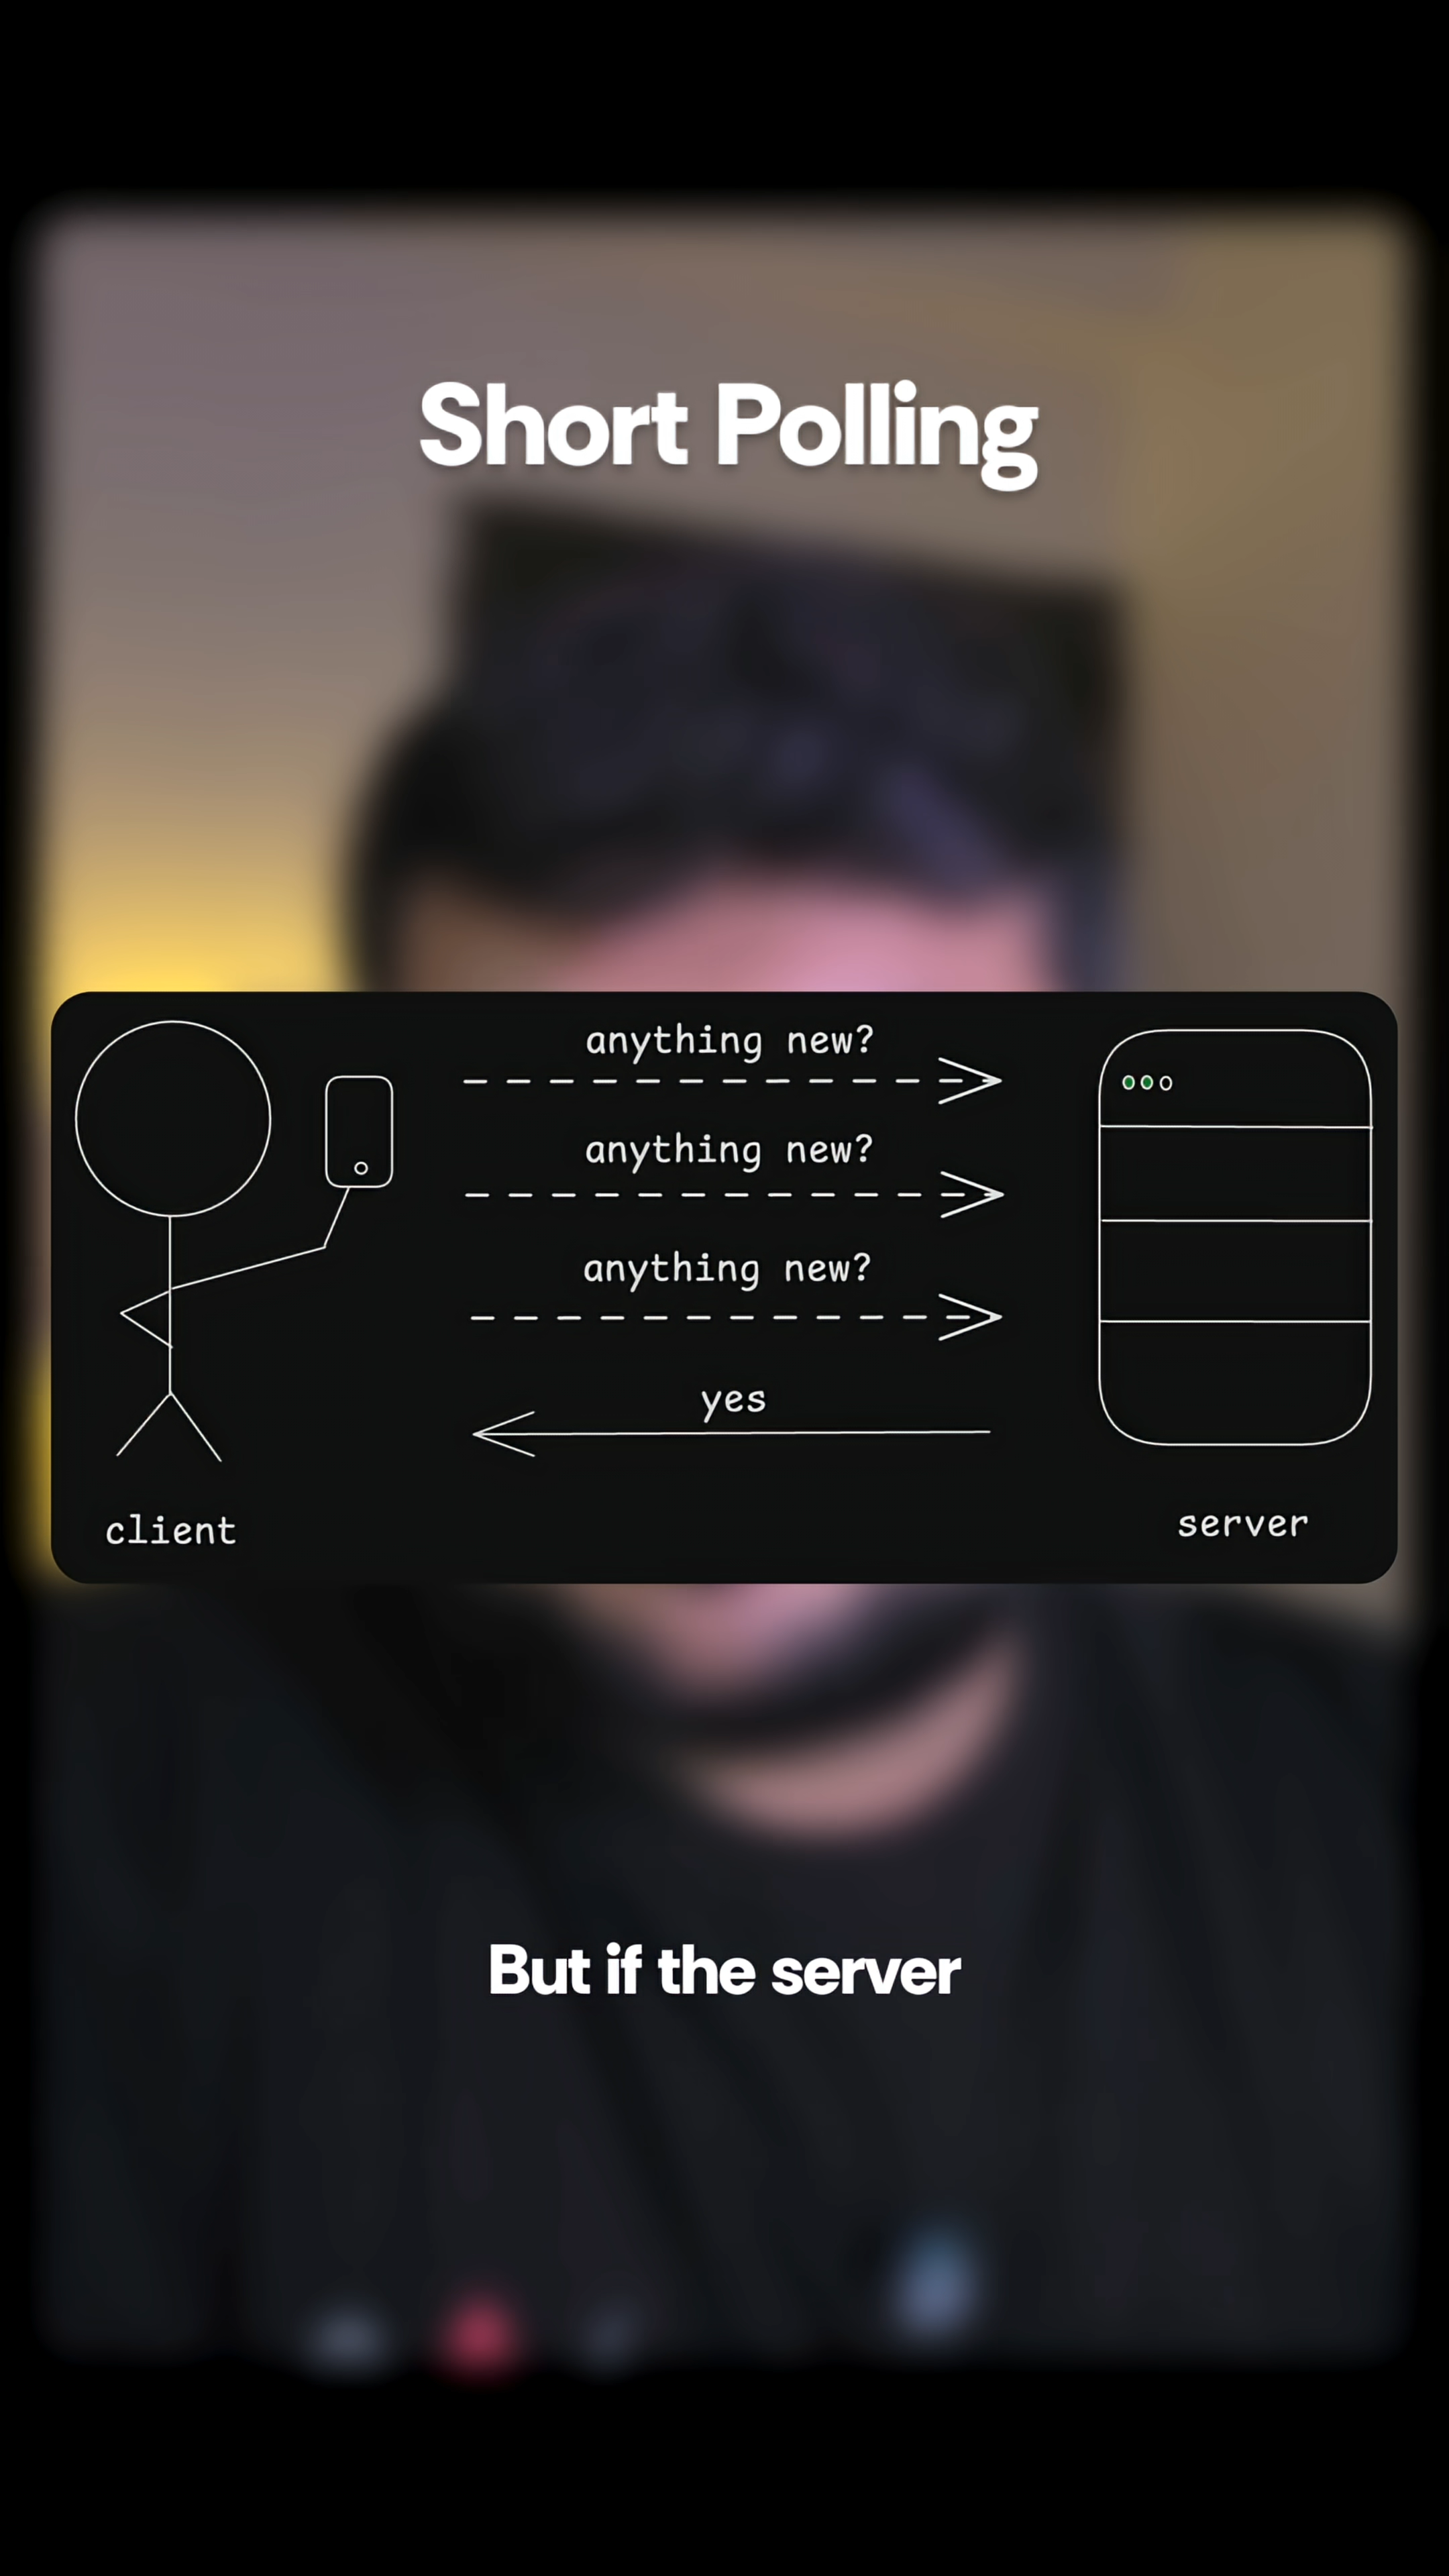 Short Polling
anything new?
anything new?
anything new?
yes
client
server
But if the server